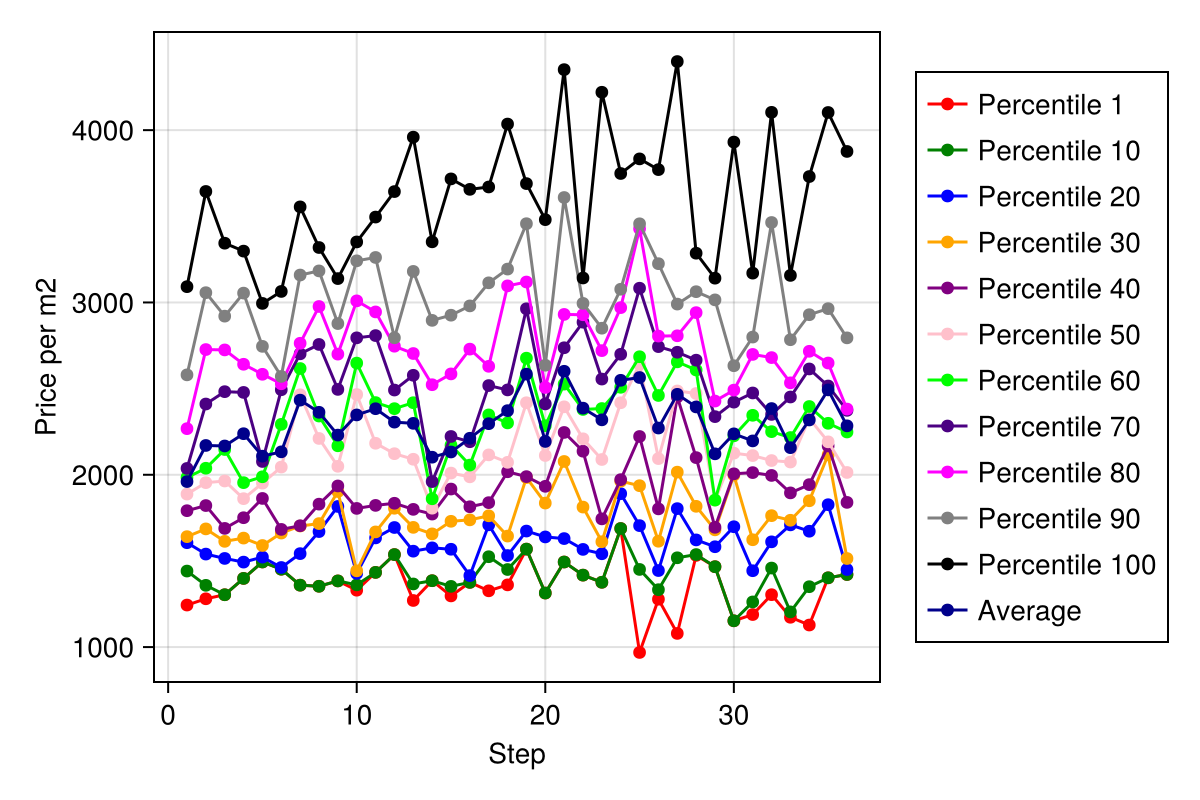 4000
3000
2000
1000
Price per m2
0 10 20 30
Step
Percentile 1
Percentile 10
Percentile 20
Percentile 30
Percentile 40
Percentile 50
Percentile 60
Percentile 70
Percentile 80
Percentile 90
Percentile 100
Average